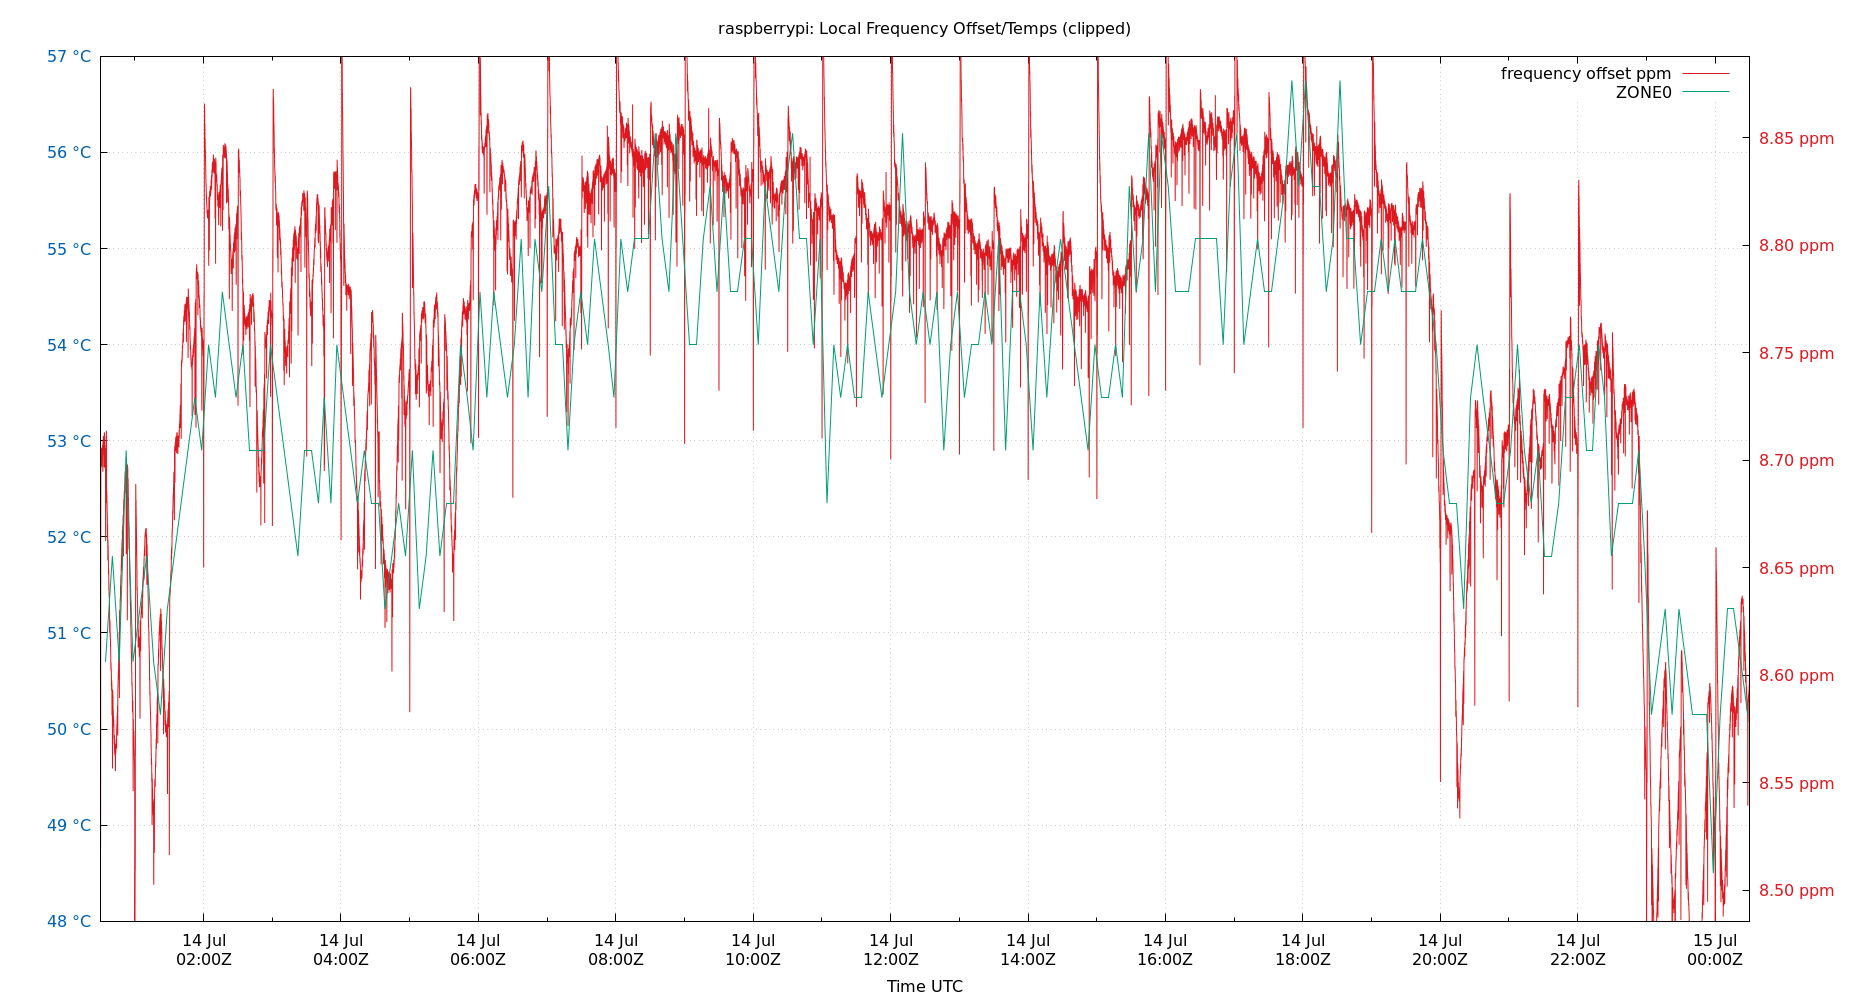 raspberrypi: Local Frequency Offset/Temps (clipped)
57 °C
56 °C
55 °C
54 °C
53 °C
52 °C
51 °C
50 °C
49 °C
48 °C
frequency offset ppm
ZONE0
8.85 ppm
8.80 ppm
8.75 ppm
8.70 ppm
8.65 ppm
8.60 ppm
8.55 ppm
8.50 ppm
14 Jul 14 Jul 14 Jul 14 Jul 14 Jul 14 Jul 14 Jul 14 Jul 14 Jul 14 Jul 14 Jul 15 Jul
02:00Z 04:00Z 06:00Z 08:00Z 10:00Z 12:00Z 14:00Z 16:00Z 18:00Z 20:00Z 22:00Z 00:00Z
Time UTC